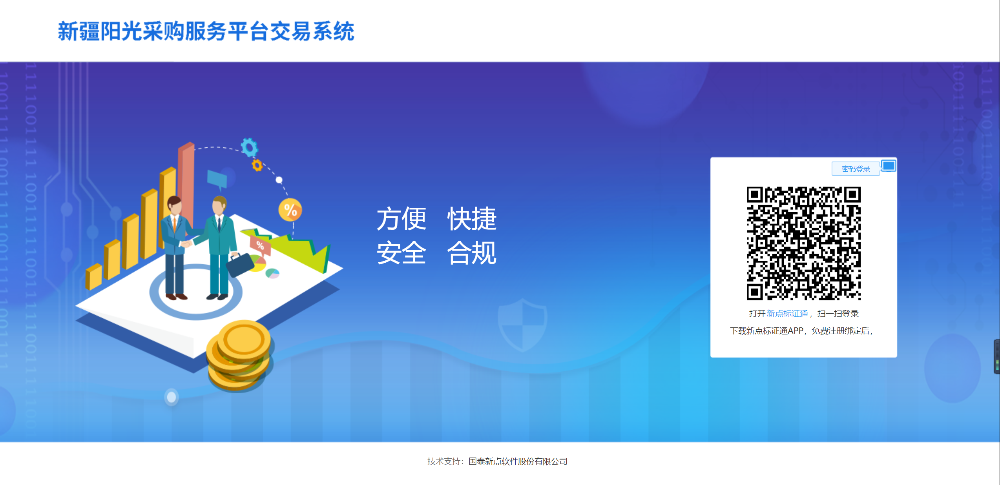 新疆阳光采购服务平台交易系统
方便 快捷
安全 合规
密码登录
打开新点标证通，扫一扫登录
下载新点标证通APP，免费注册绑定后，
%
%
技术支持：国泰新点软件股份有限公司